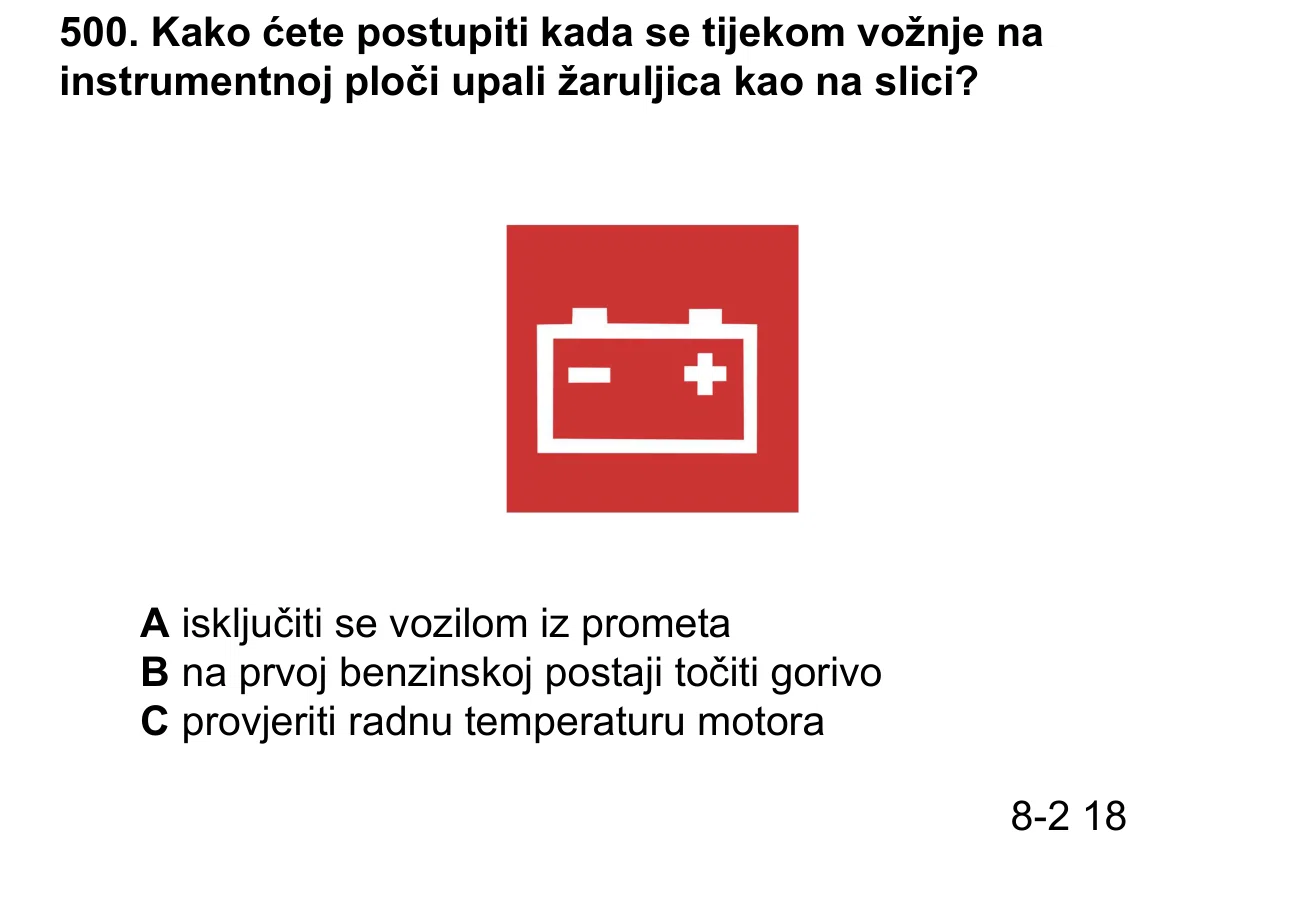 500. Kako ćete postupiti kada se tijekom vožnje na
instrumentnoj ploči upali žaruljica kao na slici?
A isključiti se vozilom iz prometa
B na prvoj benzinskoj postaji točiti gorivo
C provjeriti radnu temperaturu motora
8-2 18